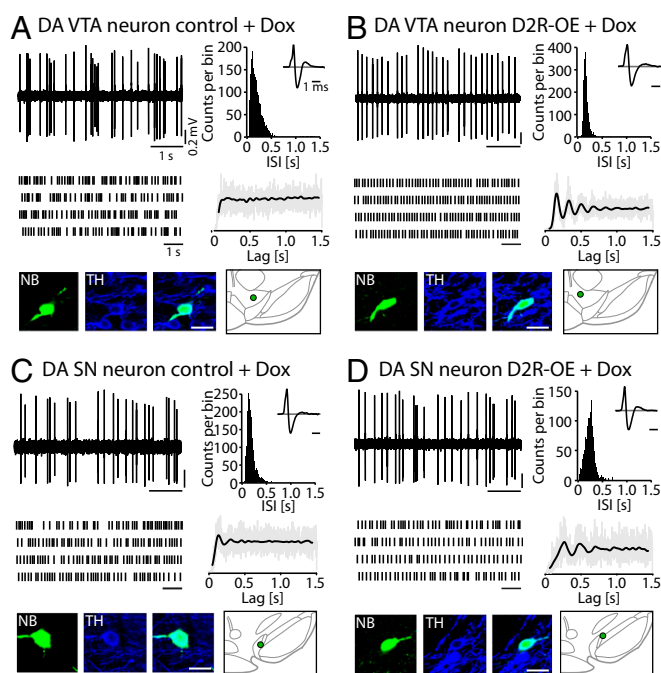 A DA VTA neuron control + Dox
0.2 mV
1 s
Counts per bin
200
150
100
50
0
1 ms
0 0.5 1.0 1.5
ISI [s]
1 s
0 0.5 1.0 1.5
Lag [s]
NB TH
B DA VTA neuron D2R-OE + Dox
Counts per bin
400
300
200
100
0
0 0.5 1.0 1.5
ISI [s]
0 0.5 1.0 1.5
Lag [s]
NB TH
C DA SN neuron control + Dox
Counts per bin
250
200
150
100
50
0
0 0.5 1.0 1.5
ISI [s]
0 0.5 1.0 1.5
Lag [s]
NB TH
D DA SN neuron D2R-OE + Dox
Counts per bin
150
100
50
0
0 0.5 1.0 1.5
ISI [s]
0 0.5 1.0 1.5
Lag [s]
NB TH